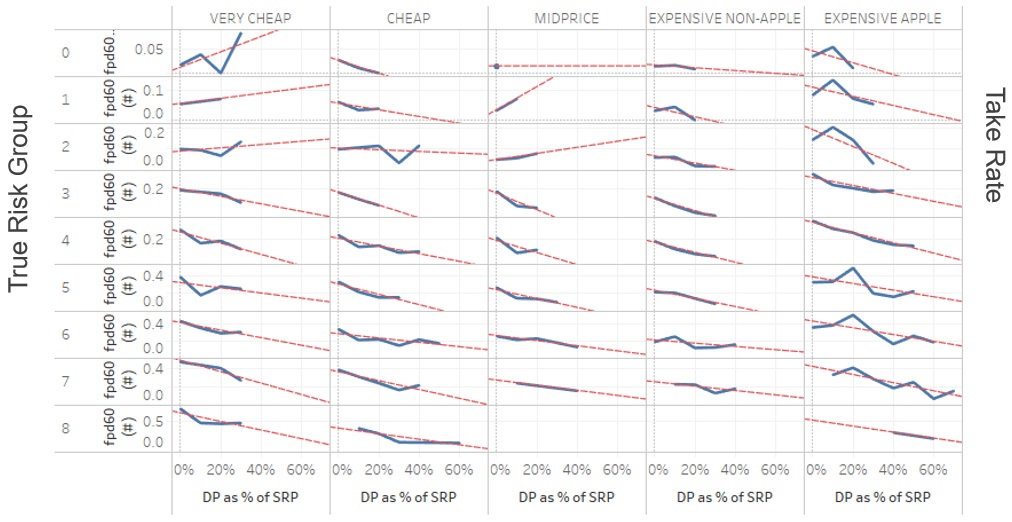 VERY CHEAP CHEAP MIDPRICE EXPENSIVE NON-APPLE EXPENSIVE APPLE
True Risk Group
Take Rate
0 fpd60.. 0.05
1 fpd60 (#) 0.1 0.0
2 fpd60 (#) 0.2 0.0
3 fpd60 (#) 0.2
4 fpd60 (#) 0.2
5 fpd60 (#) 0.4 0.0
6 fpd60 (#) 0.4 0.0
7 fpd60 (#) 0.4 0.0
8 fpd60 (#) 0.5 0.0
0% 20% 40% 60% 0% 20% 40% 60% 0% 20% 40% 60% 0% 20% 40% 60% 0% 20% 40% 60%
DP as % of SRP DP as % of SRP DP as % of SRP DP as % of SRP DP as % of SRP